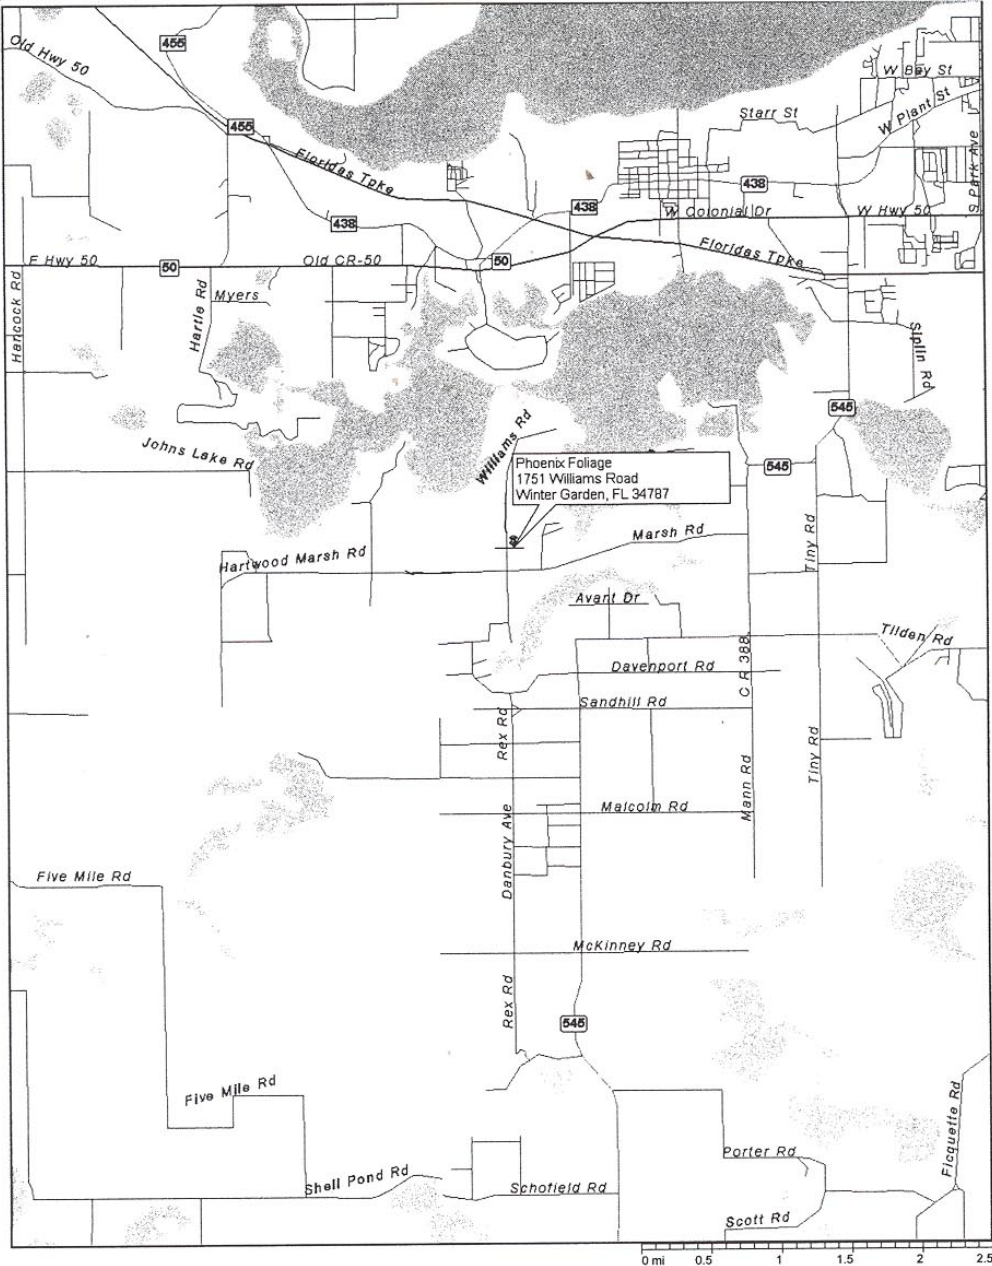 455
Old Hwy 50
W Bay St
W Plant St
Starr St
455
Floridas Tpke
438
S Park Ave
438
438
W Colonial Dr
W Hwy 50
Floridas Tpke
E Hwy 50
50
Old CR-50
50
Hancock Rd
Hartle Rd
Myers
Siplin Rd
545
Williams Rd
Johns Lake Rd
Phoenix Foliage
1751 Williams Road
Winter Garden, FL 34787
545
Marsh Rd
Tiny Rd
Hartwood Marsh Rd
Avant Dr
Tilden Rd
C R 388
Davenport Rd
Sandhill Rd
Rex Rd
Tiny Rd
Mann Rd
Malcolm Rd
Danbury Ave
Five Mile Rd
McKinney Rd
Rex Rd
545
Five Mile Rd
Ficquette Rd
Porter Rd
Shell Pond Rd
Schofield Rd
Scott Rd
0 mi 0.5 1 1.5 2 2.5